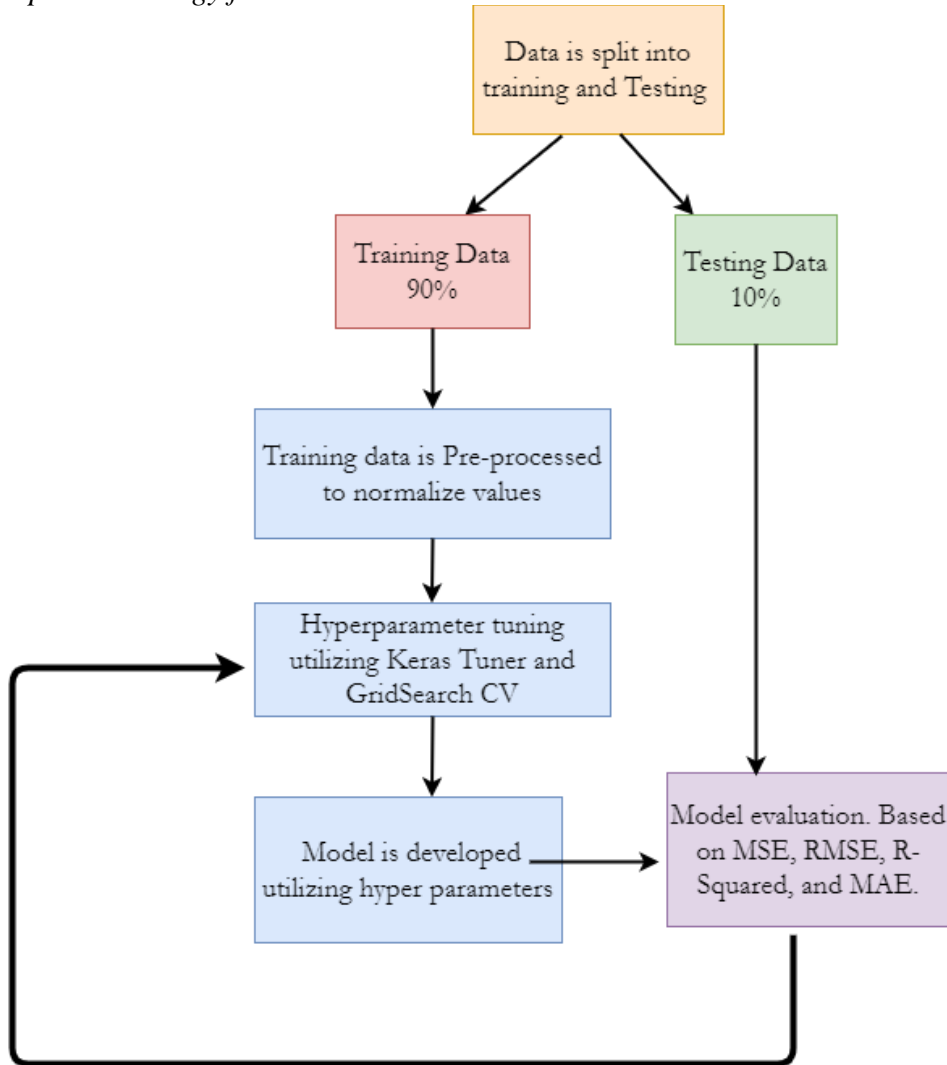 Data is split into
training and Testing
Training Data
90%
Testing Data
10%
Training data is Pre-processed
to normalize values
Hyperparameter tuning
utilizing Keras Tuner and
GridSearch CV
Model is developed
utilizing hyper parameters
Model evaluation. Based
on MSE, RMSE, R-
Squared, and MAE.